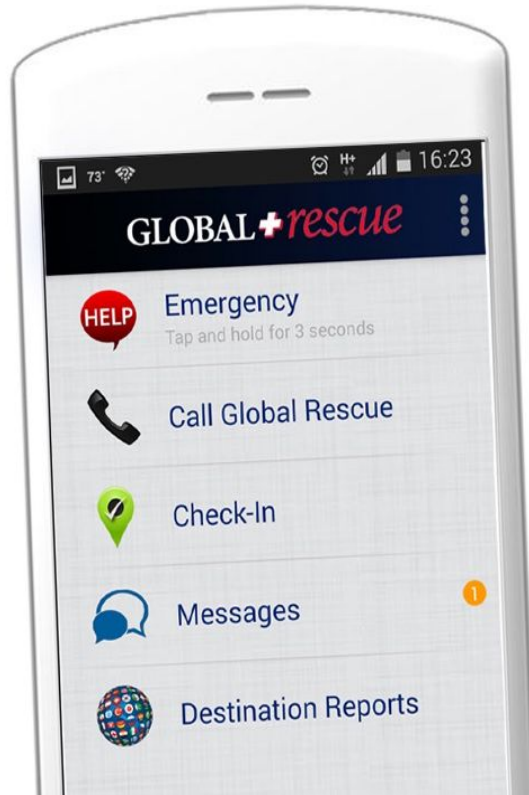 73° 16:23
H+
GLOBAL rescue
HELP
Emergency
Tap and hold for 3 seconds
Call Global Rescue
Check-In
Messages
1
Destination Reports